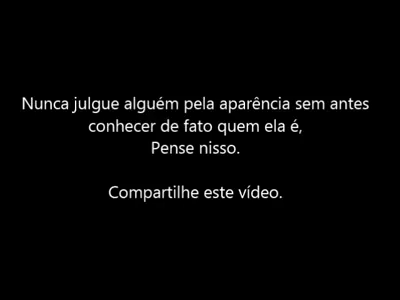 Nunca julgue alguém pela aparência sem antes
conhecer de fato quem ela é,
Pense nisso.
Compartilhe este vídeo.